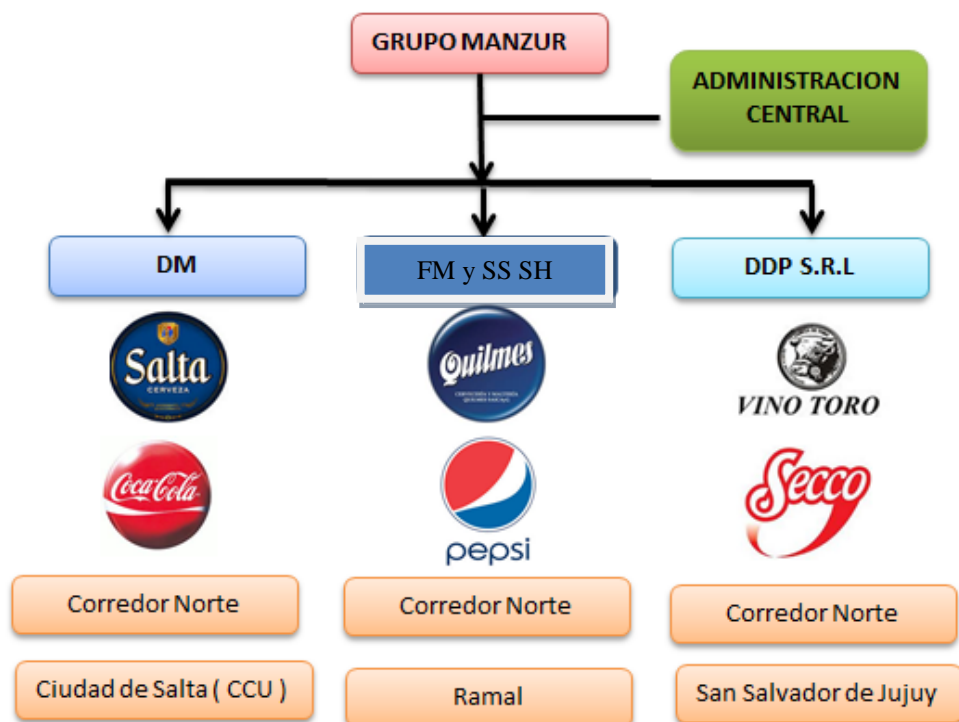 GRUPO MANZUR
ADMINISTRACION
CENTRAL
DM
FM y SS SH
DDP S.R.L
Salta
CERVEZA
Quilmes
VINO TORO
Coca-Cola
pepsi
Secco
Corredor Norte
Corredor Norte
Corredor Norte
Ciudad de Salta ( CCU )
Ramal
San Salvador de Jujuy